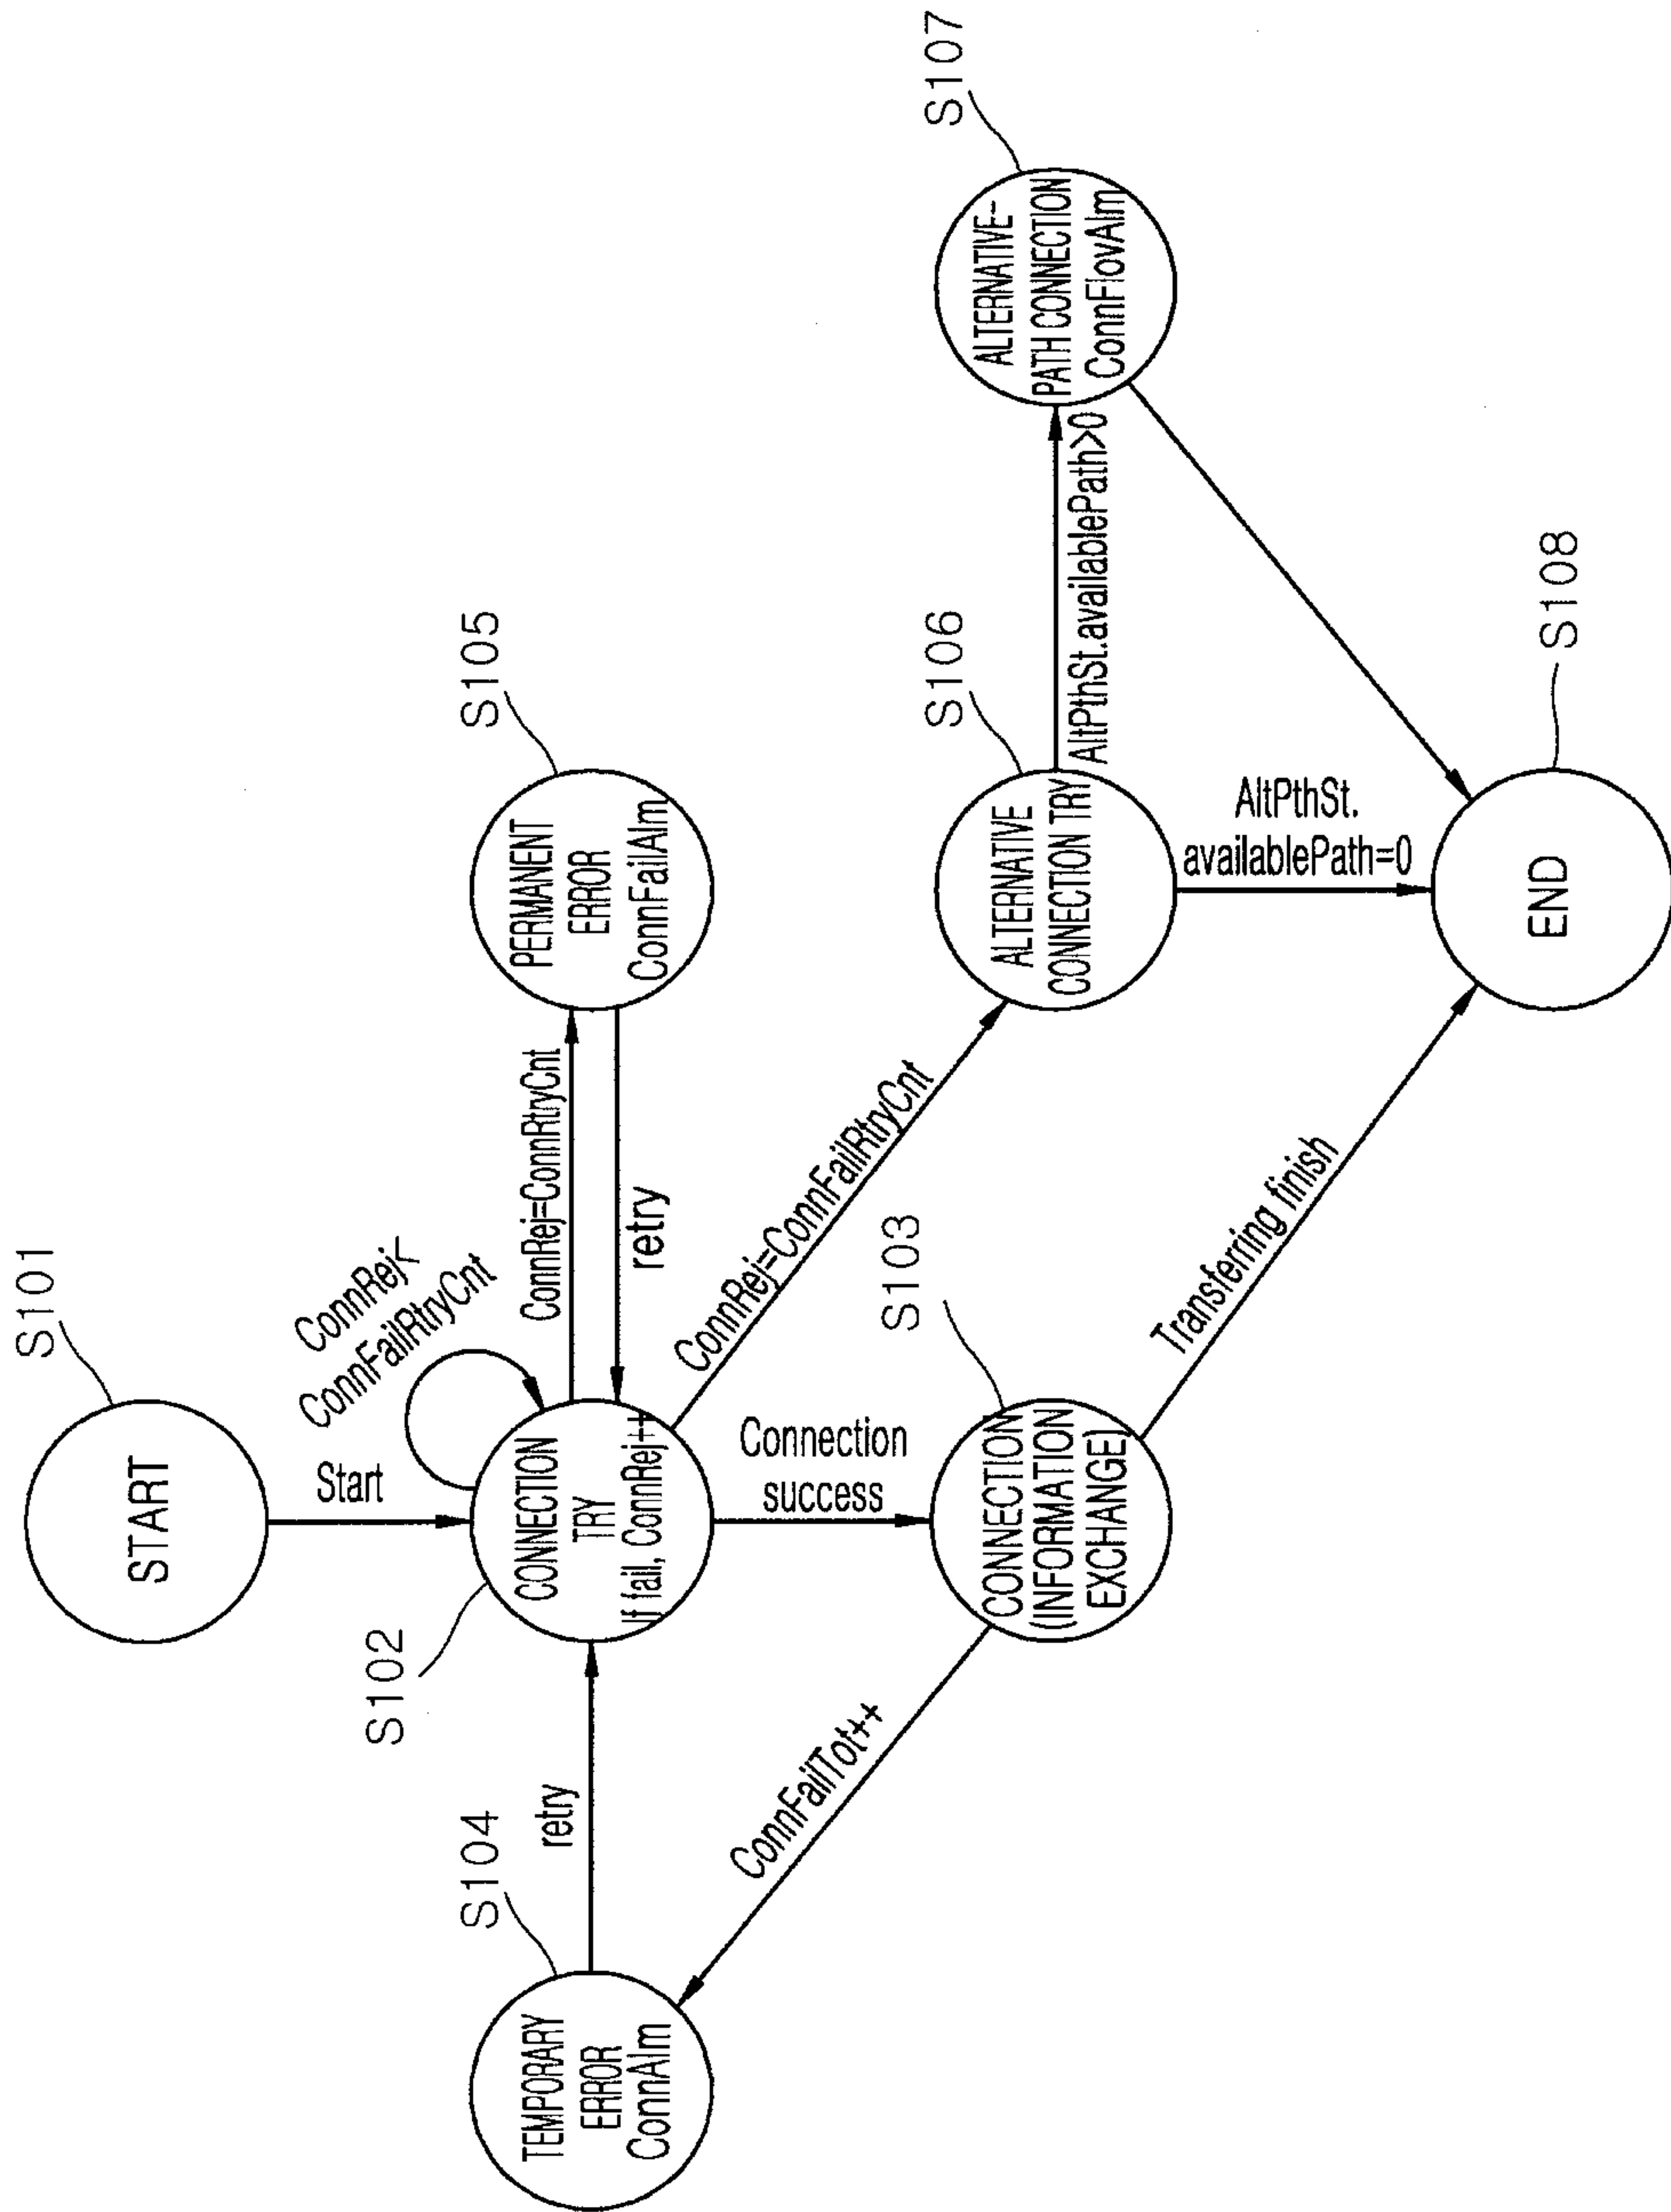 S101
START
Start
ConnRej<
ConnFailRtryCnt
S102
CONNECTION
TRY
If fail, ConnRej++
S104
TEMPORARY
ERROR
ConnAlm
retry
ConnRej=ConnRtryCnt
retry
S105
PERMANENT
ERROR
ConnFailAlm
Connection
success
ConnRej=ConnFailRtryCnt
ConnFailTot++
S103
CONNECTION
(INFORMATION
EXCHANGE)
S106
ALTERNATIVE
CONNECTION TRY
AltPthSt.availablePath>0
S107
ALTERNATIVE-
PATH CONNECTION
ConnFlovAlm
Transferring finish
AltPthSt.
availablePath=0
S108
END